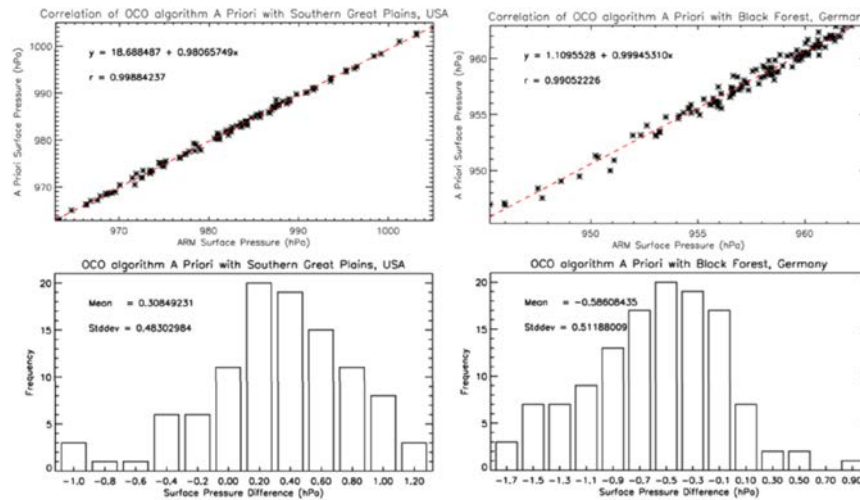 Correlation of OCO algorithm A Priori with Southern Great Plains, USA
y = 18.688487 + 0.98065749x
r = 0.99884237
A Priori Surface Pressure (hPa)
1000
990
980
970
970 980 990 1000
ARM Surface Pressure (hPa)
Correlation of OCO algorithm A Priori with Black Forest, Germany
y = 1.1095528 + 0.99945310x
r = 0.99052226
A Priori Surface Pressure (hPa)
960
955
950
950 955 960
ARM Surface Pressure (hPa)
OCO algorithm A Priori with Southern Great Plains, USA
Mean = 0.30849231
Stddev = 0.48302984
Frequency
20
15
10
5
0
-1.0 -0.8 -0.6 -0.4 -0.2 0.00 0.20 0.40 0.60 0.80 1.00 1.20
Surface Pressure Difference (hPa)
OCO algorithm A Priori with Black Forest, Germany
Mean = -0.58608435
Stddev = 0.51188009
Frequency
20
15
10
5
0
-1.7 -1.5 -1.3 -1.1 -0.9 -0.7 -0.5 -0.3 -0.1 0.10 0.30 0.50 0.70
Surface Pressure Difference (hPa)